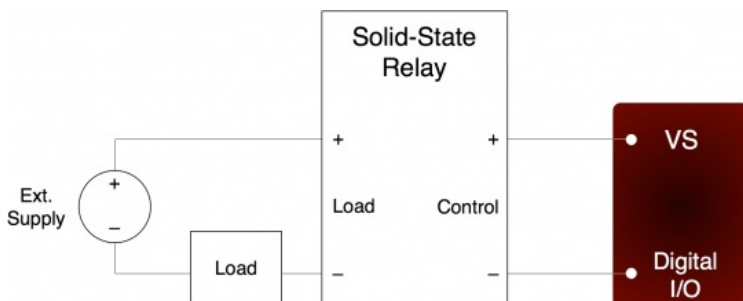 Solid-State
Relay
+
+
VS
+
Ext.
Supply
−
Load
Control
Load
−
−
Digital
I/O